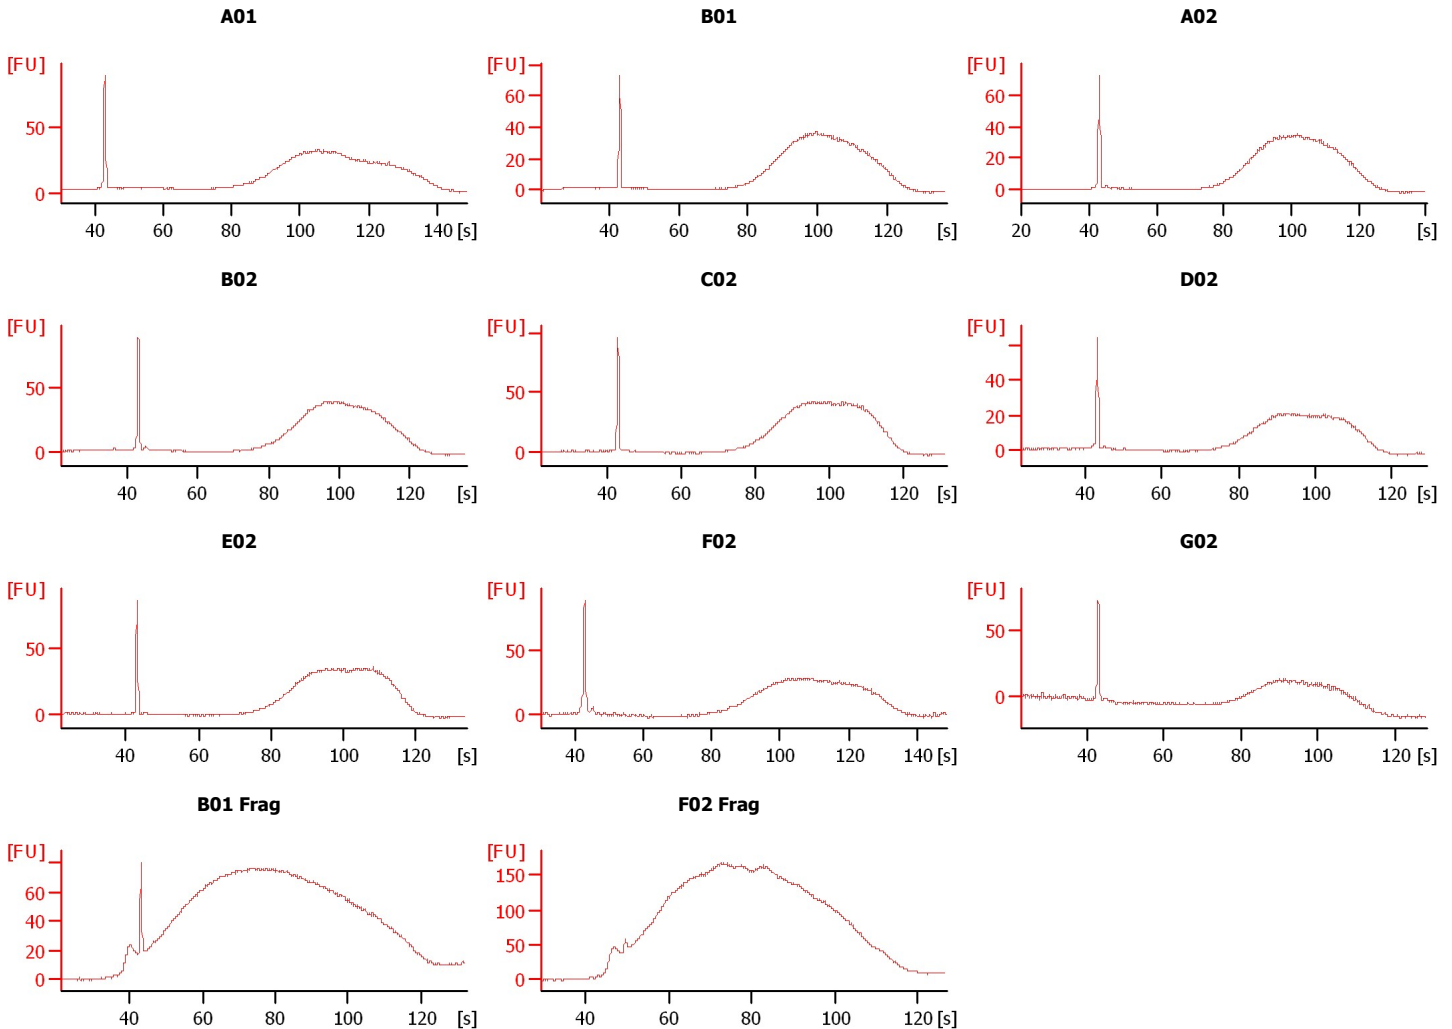 A01 B01 A02
[FU] [FU] [FU]
50 60 60
40 40
20 20
0 0 0
40 60 80 100 120 140 [s] 40 60 80 100 120 [s] 20 40 60 80 100 120 [s]
B02 C02 D02
[FU] [FU] [FU]
50 50 40
20
0 0 0
40 60 80 100 120 [s] 40 60 80 100 120 [s] 40 60 80 100 120 [s]
E02 F02 G02
[FU] [FU] [FU]
50 50 50
0 0 0
40 60 80 100 120 [s] 40 60 80 100 120 140 [s] 40 60 80 100 120 [s]
B01 Frag F02 Frag
[FU] [FU]
60 150
40 100
20 50
0 0
40 60 80 100 120 [s] 40 60 80 100 120 [s]